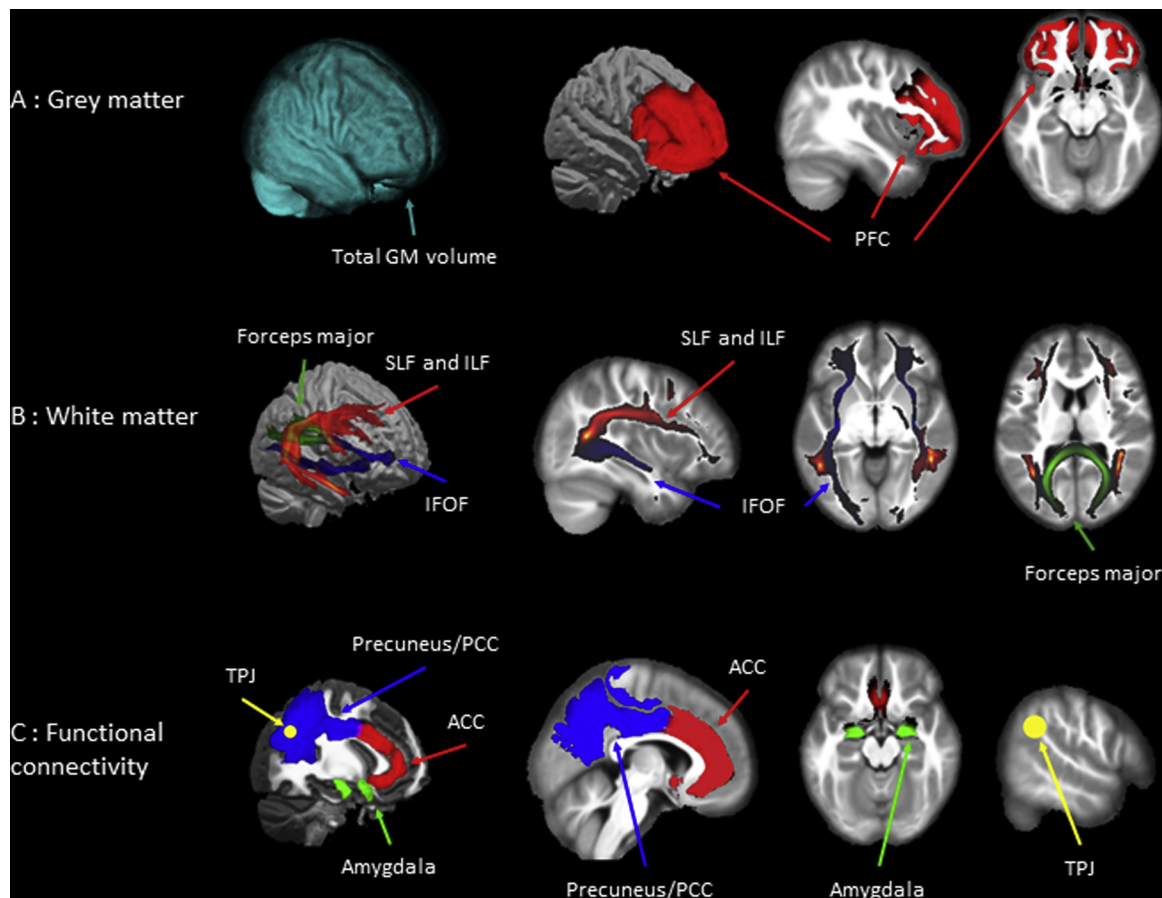 A : Grey matter
Total GM volume
PFC
Forceps major
SLF and ILF
SLF and ILF
B : White matter
IFOF
IFOF
Forceps major
Precuneus/PCC
TPJ
ACC
ACC
C : Functional
connectivity
Amygdala
TPJ
Precuneus/PCC
Amygdala